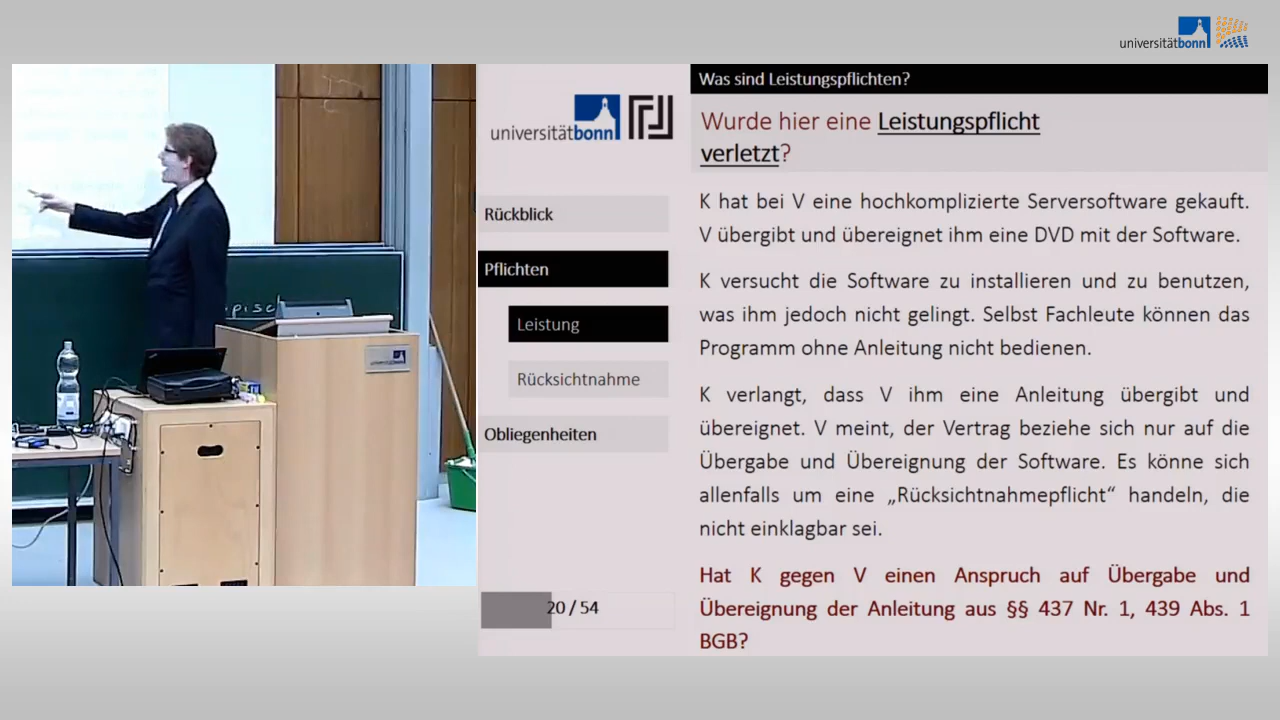 universitätbonn
Was sind Leistungspflichten?
universitätbonn
Wurde hier eine Leistungspflicht
verletzt?
Rückblick
Pflichten
Leistung
Rücksichtnahme
Obliegenheiten
20 / 54
K hat bei V eine hochkomplizierte Serversoftware gekauft.
V übergibt und übereignet ihm eine DVD mit der Software.
K versucht die Software zu installieren und zu benutzen,
was ihm jedoch nicht gelingt. Selbst Fachleute können das
Programm ohne Anleitung nicht bedienen.
K verlangt, dass V ihm eine Anleitung übergibt und
übereignet. V meint, der Vertrag beziehe sich nur auf die
Übergabe und Übereignung der Software. Es könne sich
allenfalls um eine „Rücksichtnahmepflicht“ handeln, die
nicht einklagbar sei.
Hat K gegen V einen Anspruch auf Übergabe und
Übereignung der Anleitung aus §§ 437 Nr. 1, 439 Abs. 1
BGB?